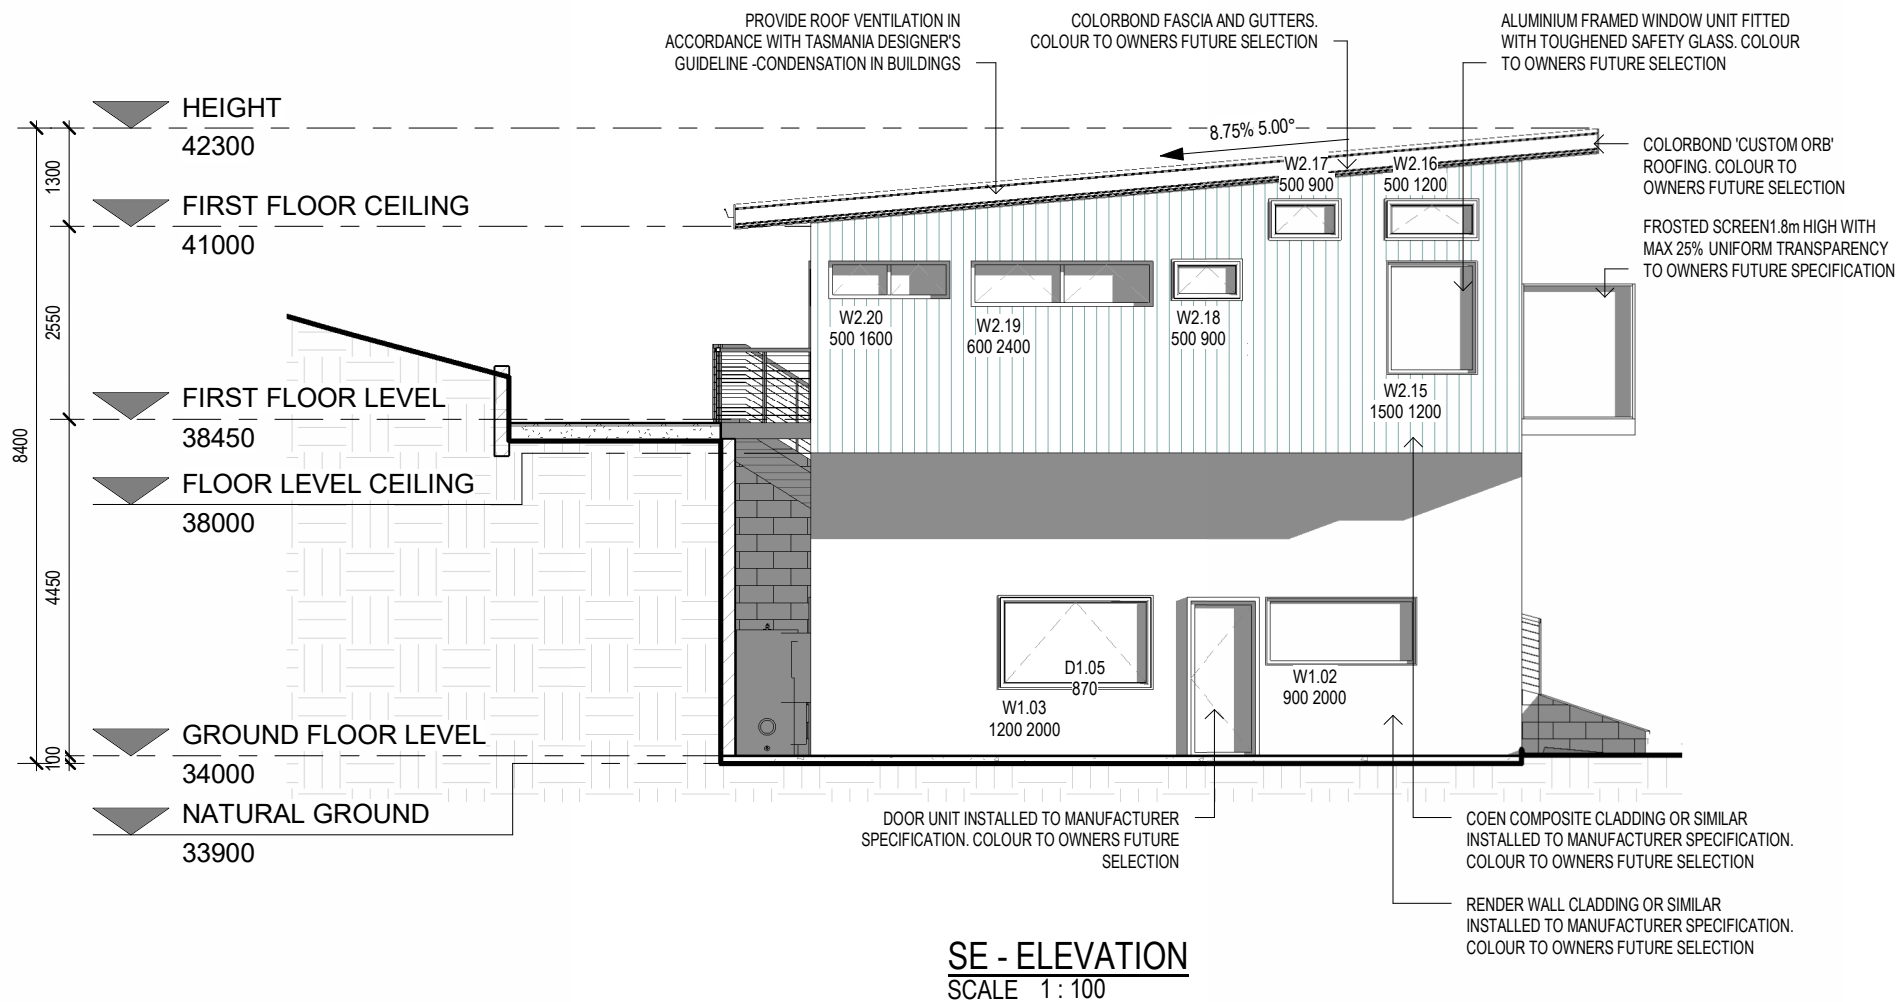 PROVIDE ROOF VENTILATION IN
ACCORDANCE WITH TASMANIA DESIGNER'S
GUIDELINE -CONDENSATION IN BUILDINGS
COLORBOND FASCIA AND GUTTERS.
COLOUR TO OWNERS FUTURE SELECTION
ALUMINIUM FRAMED WINDOW UNIT FITTED
WITH TOUGHENED SAFETY GLASS. COLOUR
TO OWNERS FUTURE SELECTION
HEIGHT
42300
FIRST FLOOR CEILING
41000
FIRST FLOOR LEVEL
38450
FLOOR LEVEL CEILING
38000
GROUND FLOOR LEVEL
34000
NATURAL GROUND
33900
8400
1300
2550
4450
100
8.75% 5.00°
W2.17
500 900
W2.16
500 1200
COLORBOND 'CUSTOM ORB'
ROOFING. COLOUR TO
OWNERS FUTURE SELECTION
FROSTED SCREEN1.8m HIGH WITH
MAX 25% UNIFORM TRANSPARENCY
TO OWNERS FUTURE SPECIFICATION
W2.20
500 1600
W2.19
600 2400
W2.18
500 900
W2.15
1500 1200
D1.05
870
W1.03
1200 2000
W1.02
900 2000
DOOR UNIT INSTALLED TO MANUFACTURER
SPECIFICATION. COLOUR TO OWNERS FUTURE
SELECTION
COEN COMPOSITE CLADDING OR SIMILAR
INSTALLED TO MANUFACTURER SPECIFICATION.
COLOUR TO OWNERS FUTURE SELECTION
RENDER WALL CLADDING OR SIMILAR
INSTALLED TO MANUFACTURER SPECIFICATION.
COLOUR TO OWNERS FUTURE SELECTION
SE - ELEVATION
SCALE 1 : 100